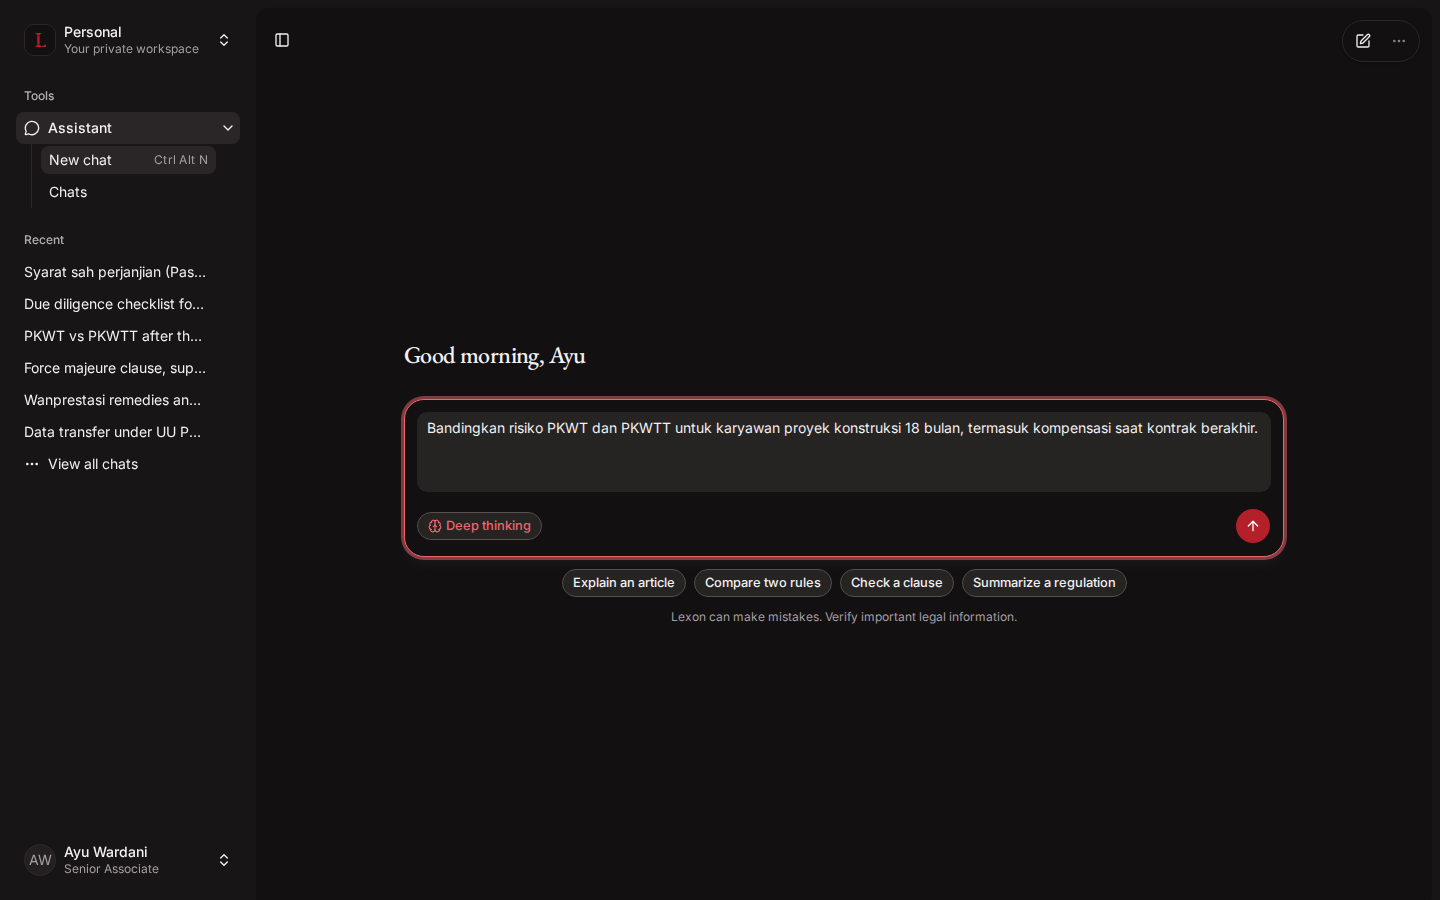 L
Personal
Your private workspace
Tools
Assistant
New chat
Ctrl Alt N
Chats
Recent
Syarat sah perjanjian (Pas...
Due diligence checklist fo...
PKWT vs PKWTT after th...
Force majeure clause, sup...
Wanprestasi remedies an...
Data transfer under UU P...
View all chats
AW
Ayu Wardani
Senior Associate
Good morning, Ayu
Bandingkan risiko PKWT dan PKWTT untuk karyawan proyek konstruksi 18 bulan, termasuk kompensasi saat kontrak berakhir.
Deep thinking
Explain an article
Compare two rules
Check a clause
Summarize a regulation
Lexon can make mistakes. Verify important legal information.